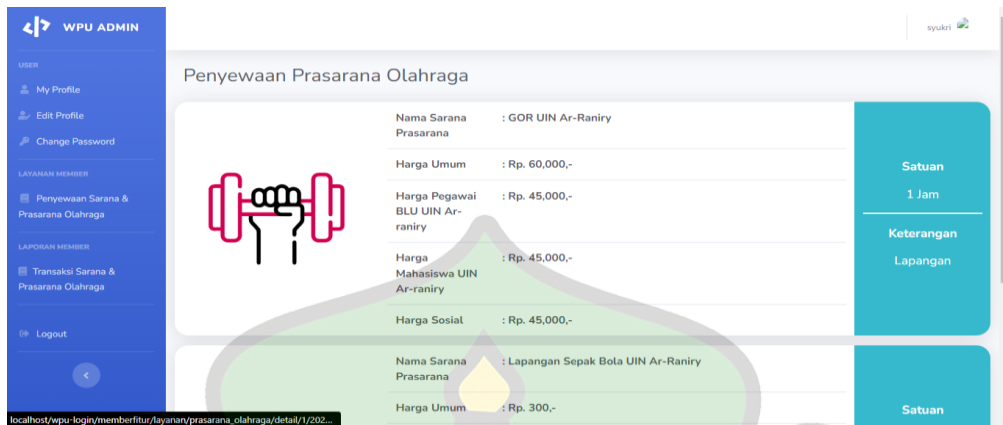 WPU ADMIN
syukri
USER
My Profile
Edit Profile
Change Password
LAYANAN MEMBER
Penyewaan Sarana &
Prasarana Olahraga
LAPORAN MEMBER
Transaksi Sarana &
Prasarana Olahraga
Logout
localhost/wpu-login/memberfitur/layanan/prasarana_olahraga/detail/1/202...
Penyewaan Prasarana Olahraga
Nama Sarana : GOR UIN Ar-Raniry
Prasarana
Harga Umum : Rp. 60,000,-
Harga Pegawai : Rp. 45,000,-
BLU UIN Ar-
raniry
Harga : Rp. 45,000,-
Mahasiswa UIN
Ar-raniry
Harga Sosial : Rp. 45,000,-
Satuan
1 Jam
Keterangan
Lapangan
Nama Sarana : Lapangan Sepak Bola UIN Ar-Raniry
Prasarana
Harga Umum : Rp. 300,-
Satuan